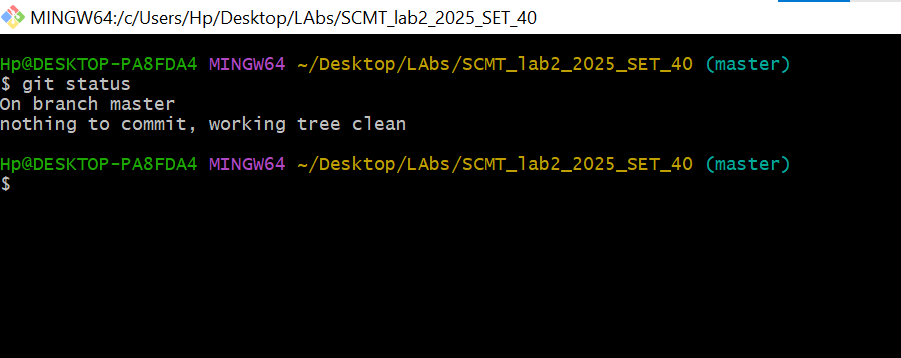 MINGW64:/c/Users/Hp/Desktop/LAbs/SCMT_lab2_2025_SET_40
Hp@DESKTOP-PA8FDA4 MINGW64 ~/Desktop/LAbs/SCMT_lab2_2025_SET_40 (master)
$ git status
On branch master
nothing to commit, working tree clean
Hp@DESKTOP-PA8FDA4 MINGW64 ~/Desktop/LAbs/SCMT_lab2_2025_SET_40 (master)
$